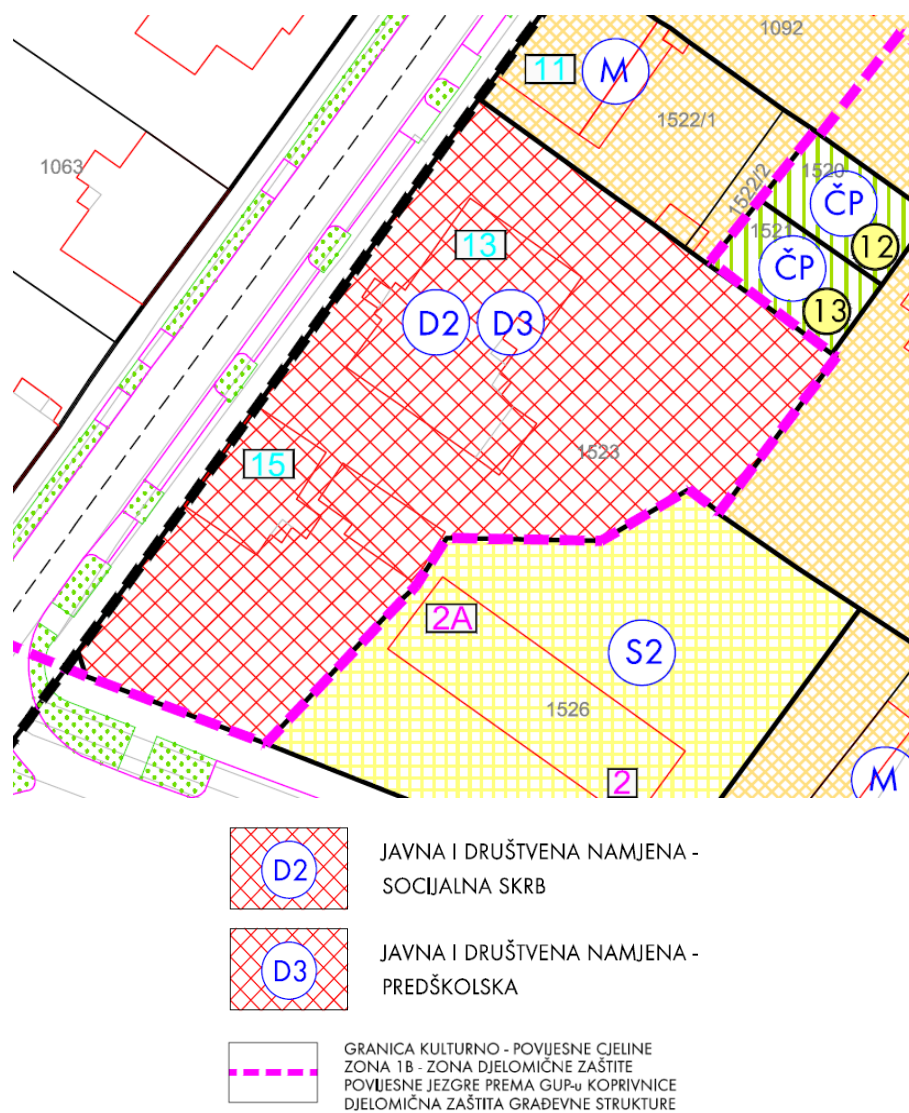 1092
11
M
1522/1
1063
1522/2
1520
ČP
12
1521
ČP
13
13
D2
D3
15
1523
2A
S2
1526
2
M
D2
JAVNA I DRUŠTVENA NAMJENA -
SOCIJALNA SKRB
D3
JAVNA I DRUŠTVENA NAMJENA -
PREDŠKOLSKA
GRANICA KULTURNO - POVIJESNE CJELINE
ZONA 1B - ZONA DJELOMIČNE ZAŠTITE
POVIJESNE JEZGRE PREMA GUP-u KOPRIVNICE
DJELOMIČNA ZAŠTITA GRAĐEVNE STRUKTURE